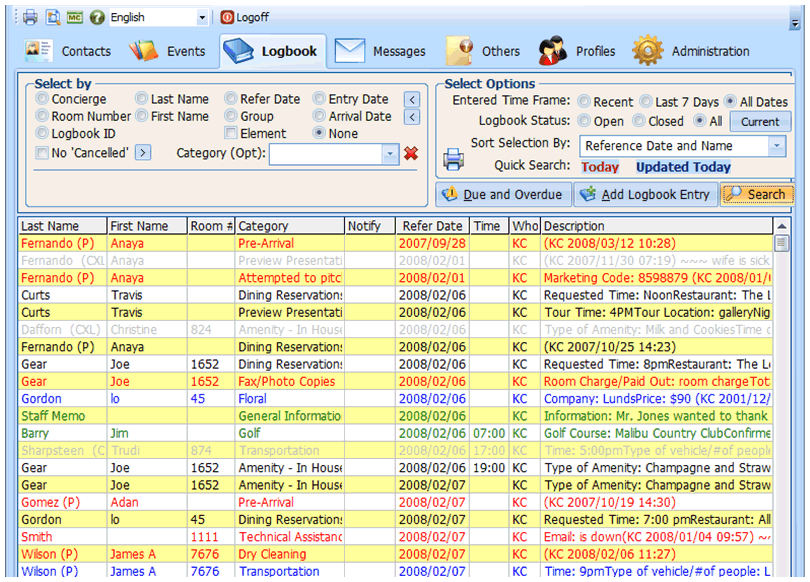 MC English Logoff
Contacts Events Logbook Messages Others Profiles Administration
Select by
Concierge Last Name Refer Date Entry Date <
Room Number First Name Group Arrival Date <
Logbook ID Element None
No 'Cancelled' > Category (Opt):
Select Options
Entered Time Frame: Recent Last 7 Days All Dates
Logbook Status: Open Closed All Current
Sort Selection By: Reference Date and Name
Quick Search: Today Updated Today
Due and Overdue Add Logbook Entry Search
Last Name First Name Room # Category Notify Refer Date Time Who Description
Fernando (P) Anaya Pre-Arrival 2007/09/28 KC (KC 2008/03/12 10:28)
Fernando (CXL Anaya Preview Presentati 2008/02/01 KC (KC 2007/11/30 07:19) ~~~ wife is sick
Fernando (P) Anaya Attempted to pitc 2008/02/01 KC Marketing Code: 8598879 (KC 2008/01/
Curts Travis Dining Reservations 2008/02/06 KC Requested Time: NoonRestaurant: The L
Curts Travis Preview Presentati 2008/02/06 KC Tour Time: 4PMTour Location: galleryNig
Dafforn (CXL) Christine 824 Amenity - In House 2008/02/06 KC Type of Amenity: Milk and CookiesTime o
Fernando (P) Anaya Dining Reservations 2008/02/06 KC (KC 2007/10/25 14:23)
Gear Joe 1652 Dining Reservations 2008/02/06 KC Requested Time: 8pmRestaurant: The Lo
Gear Joe 1652 Fax/Photo Copies 2008/02/06 KC Room Charge/Paid Out: room chargeTot
Gordon lo 45 Floral 2008/02/06 KC Company: LundsPrice: $90 (KC 2001/12/
Staff Memo General Informatio 2008/02/06 KC Information: Mr. Jones wanted to thank
Barry Jim Golf 2008/02/06 07:00 KC Golf Course: Malibu Country ClubConfirme
Sharpsteen (C Trudi 874 Transportation 2008/02/06 17:00 KC Time: 5:00pmType of vehicle/#of people
Gear Joe 1652 Amenity - In House 2008/02/06 19:00 KC Type of Amenity: Champagne and Straw
Gear Joe 1652 Amenity - In House 2008/02/07 KC Type of Amenity: Champagne and Straw
Gomez (P) Adan Pre-Arrival 2008/02/07 KC (KC 2007/10/19 14:30)
Gordon lo 45 Dining Reservations 2008/02/07 KC Requested Time: 7:00 pmRestaurant: All
Smith 1111 Technical Assistanc 2008/02/07 KC Email: is down(KC 2008/01/04 09:57) ~~
Wilson (P) James A 7676 Dry Cleaning 2008/02/07 KC (KC 2008/02/06 11:27)
Wilson (P) James A 7676 Transportation 2008/02/07 KC Time: 9pmType of vehicle/#of people: L